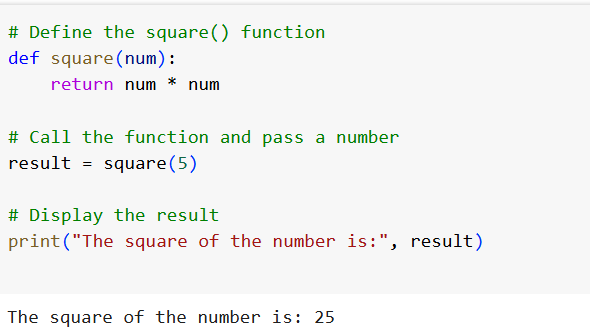 # Define the square() function
def square(num):
    return num * num
# Call the function and pass a number
result = square(5)
# Display the result
print("The square of the number is:", result)
The square of the number is: 25